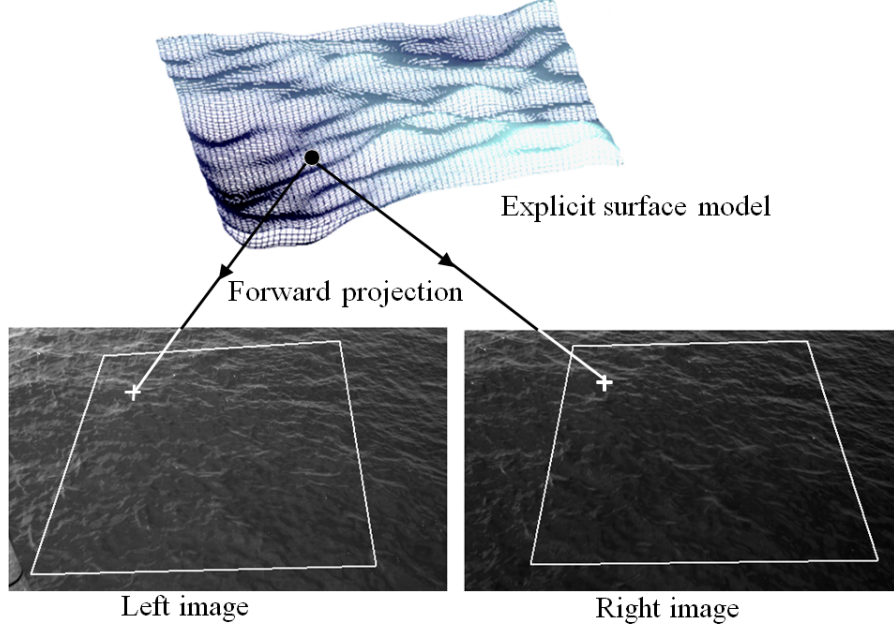 Explicit surface model
Forward projection
Left image
Right image